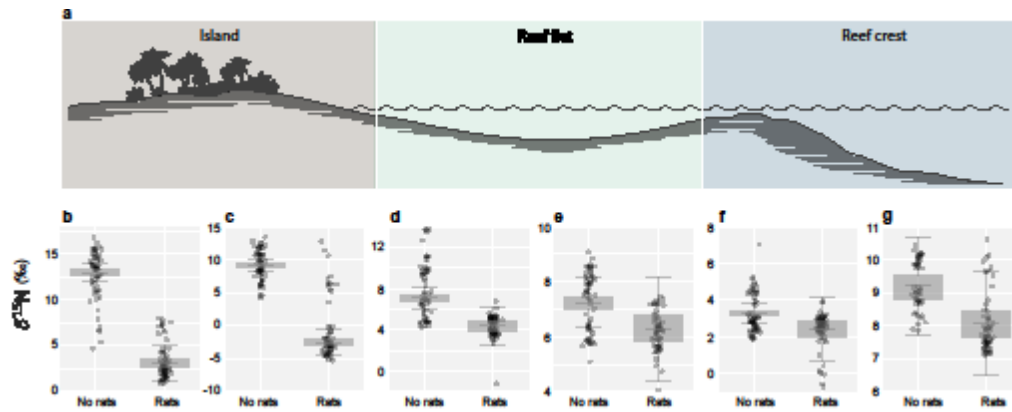 a
Island Reef flat Reef crest
b c d e f g
δ15N (‰)
15 10 5 0
15 10 5 0 -5 -10
12 8 4 0
10 8 6 4
8 6 4 2 0
11 10 9 8 7 6
No rats Rats No rats Rats No rats Rats No rats Rats No rats Rats No rats Rats